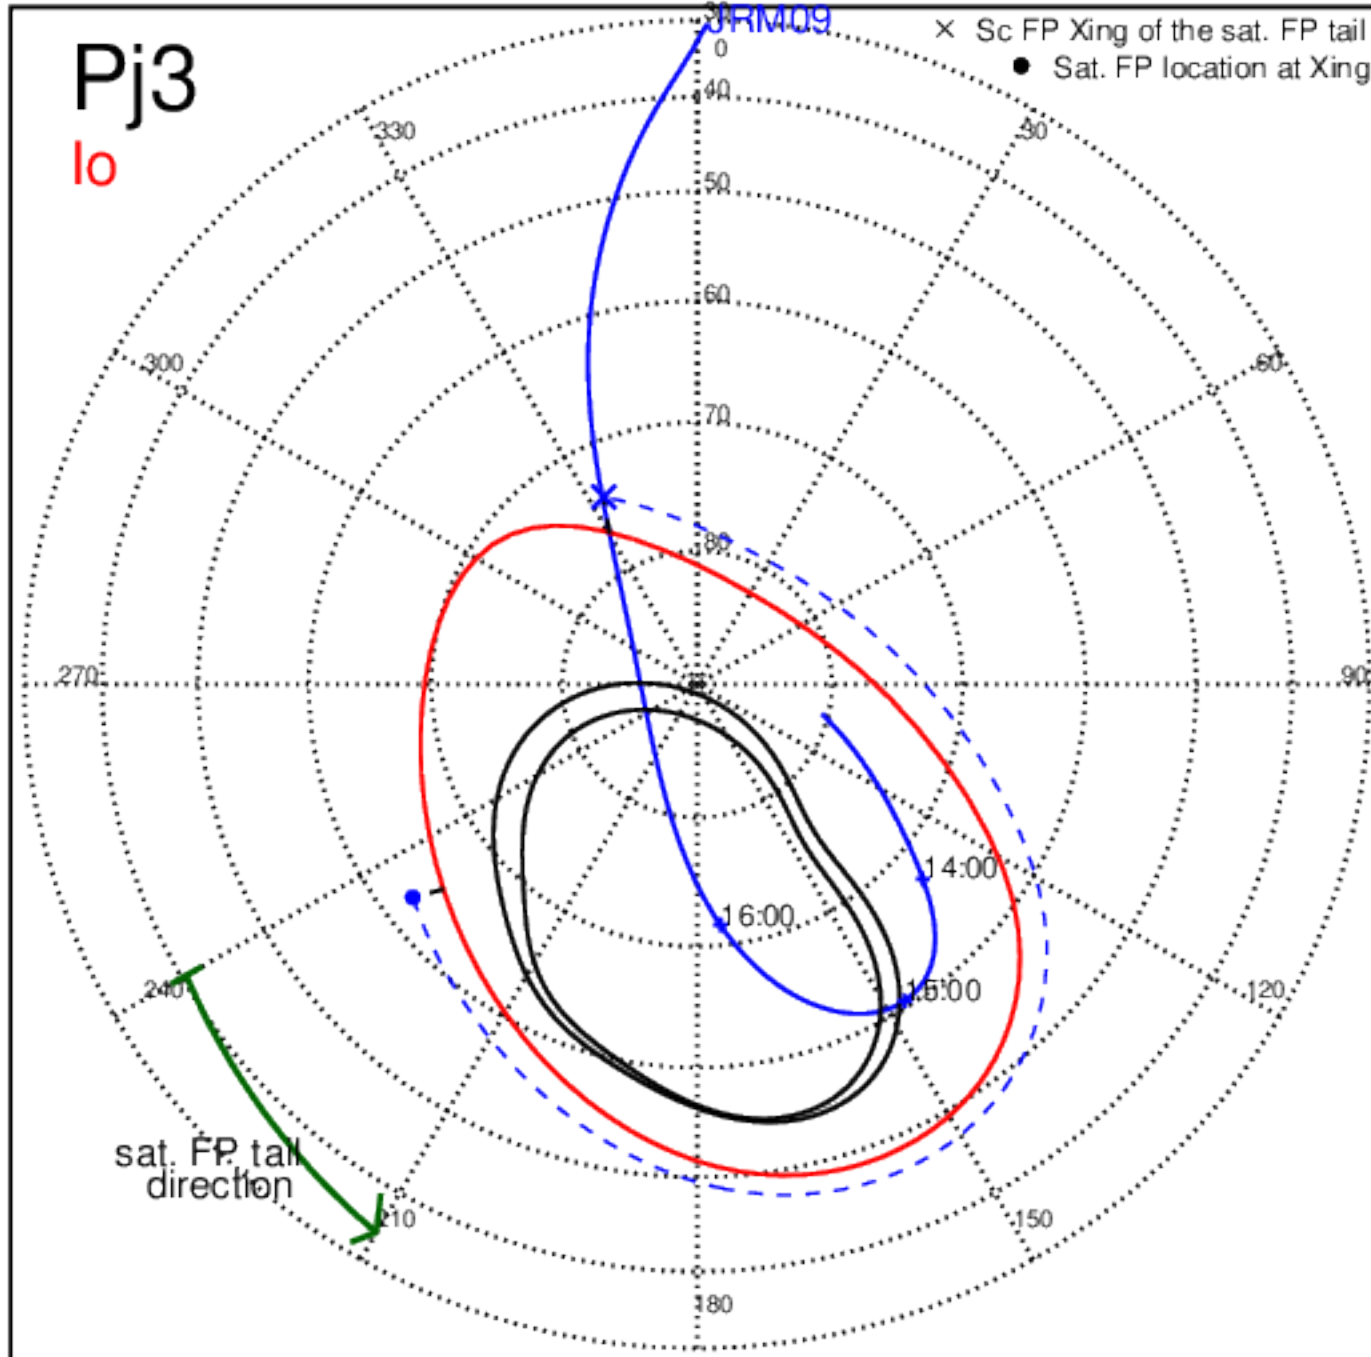 Pj3
Io
JRM09
× Sc FP Xing of the sat. FP tail
● Sat. FP location at Xing
0
40
330
30
50
60
300
60
70
80
270
90
14:00
16:00
15:00
240
120
sat. FP tail
direction
210
150
180